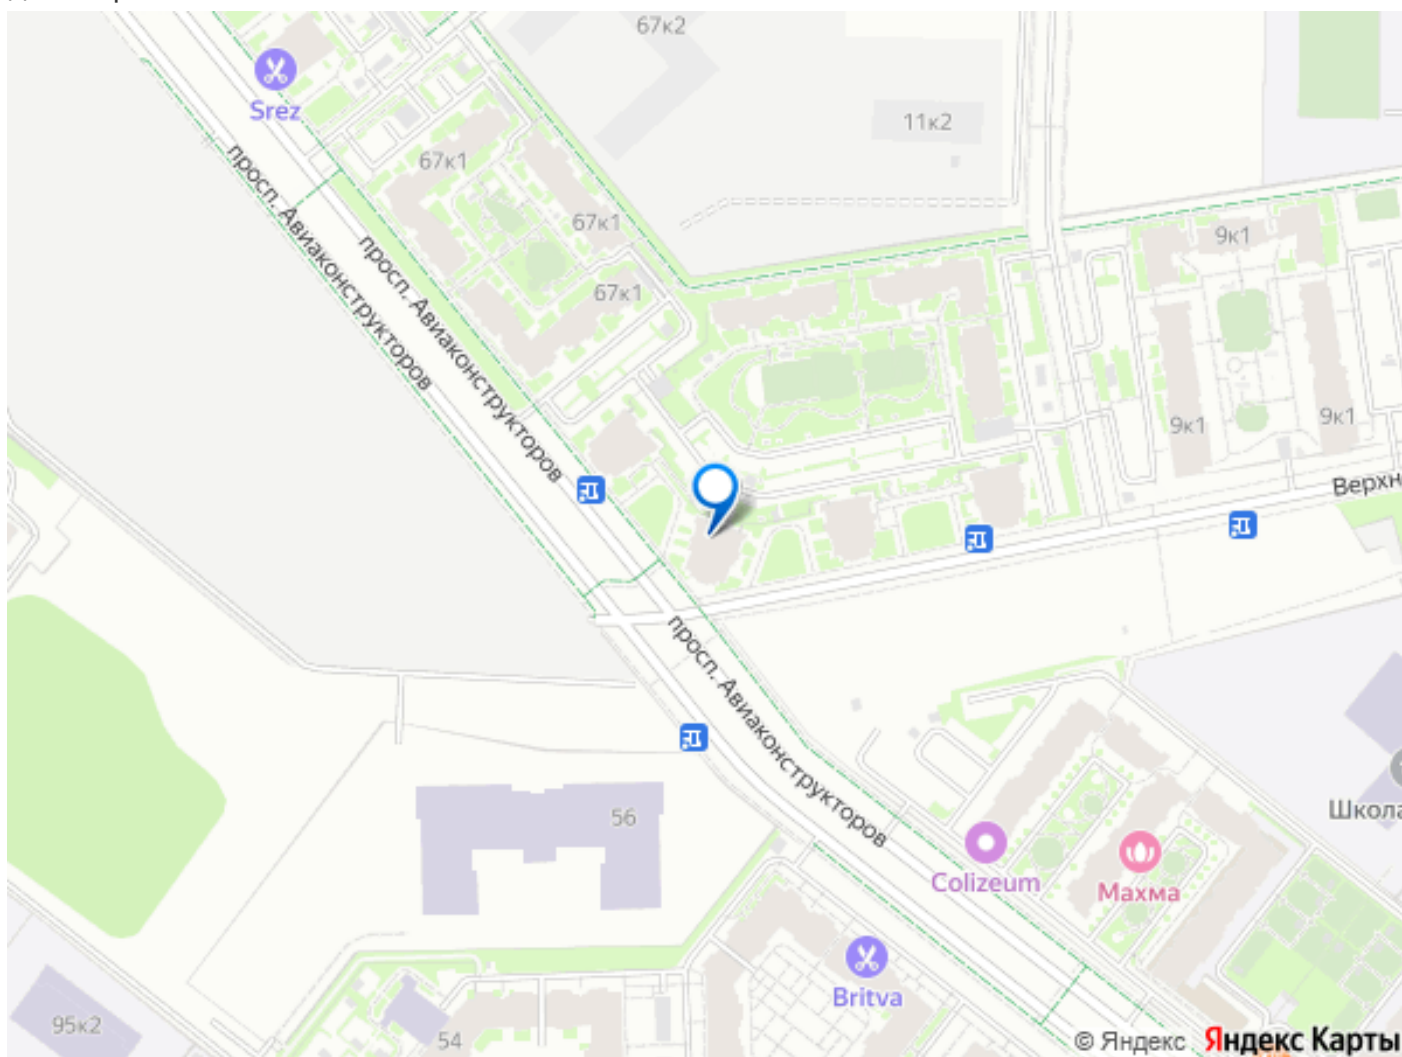 67к2
Srez
11к2
67к1
просп. Авиаконструкторов
67к1
9к1
просп. Авиаконструкторов
67к1
9к1
9к1
Верхн
просп. Авиаконструкторов
56
Школа
Colizeum
Махма
Britva
95к2
54
© Яндекс Яндекс Карты